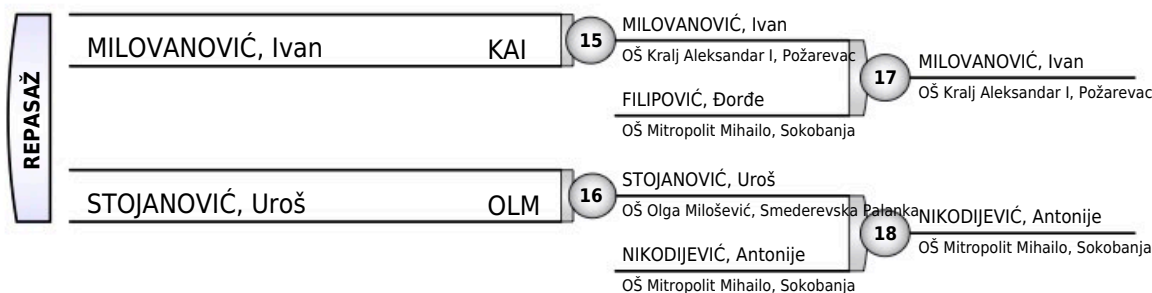 REPASAŽ
MILOVANOVIĆ, Ivan KAI
15
MILOVANOVIĆ, Ivan
OŠ Kralj Aleksandar I, Požarevac
FILIPOVIĆ, Đorđe
OŠ Mitropolit Mihailo, Sokobanja
17
MILOVANOVIĆ, Ivan
OŠ Kralj Aleksandar I, Požarevac
STOJANOVIĆ, Uroš OLM
16
STOJANOVIĆ, Uroš
OŠ Olga Milošević, Smederevska Palanka
NIKODIJEVIĆ, Antonije
OŠ Mitropolit Mihailo, Sokobanja
18
NIKODIJEVIĆ, Antonije
OŠ Mitropolit Mihailo, Sokobanja